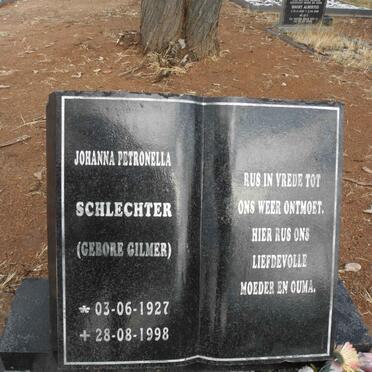 JOHANNA PETRONELLA
SCHLECHTER
(GEBORE GILMER)
* 03-06-1927
+ 28-08-1998
RUS IN VREDE TOT
ONS WEER ONTMOET.
HIER RUS ONS
LIEFDEVOLLE
MOEDER EN OUMA.